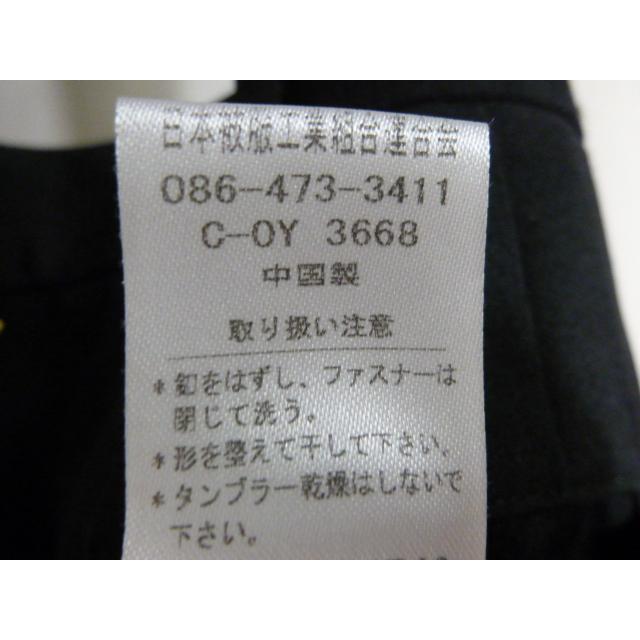 日本被服工業組合連合会
086-473-3411
C-OY 3668
中国製
取り扱い注意
*釦をはずし、ファスナーは
閉じて洗う。
*形を整えて干して下さい。
*タンブラー乾燥はしないで
下さい。